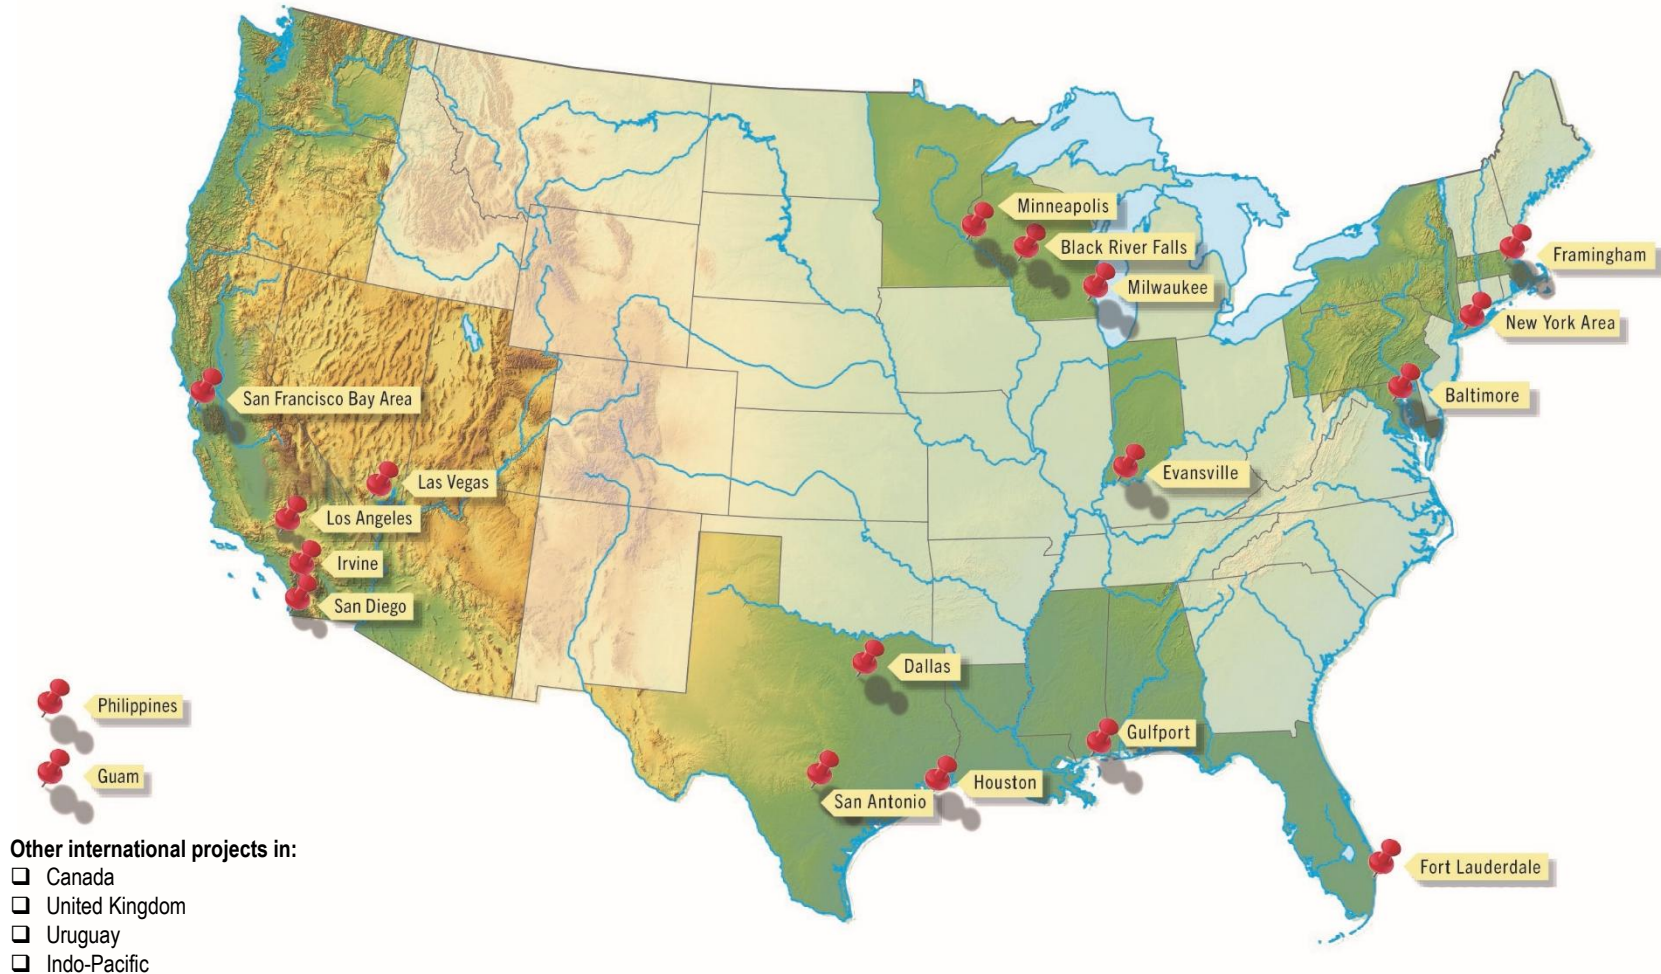 Minneapolis
Black River Falls
Milwaukee
Framingham
New York Area
Baltimore
San Francisco Bay Area
Las Vegas
Evansville
Los Angeles
Irvine
San Diego
Dallas
Philippines
Gulfport
Guam
Houston
San Antonio
Fort Lauderdale
Other international projects in:
❑ Canada
❑ United Kingdom
❑ Uruguay
❑ Indo-Pacific